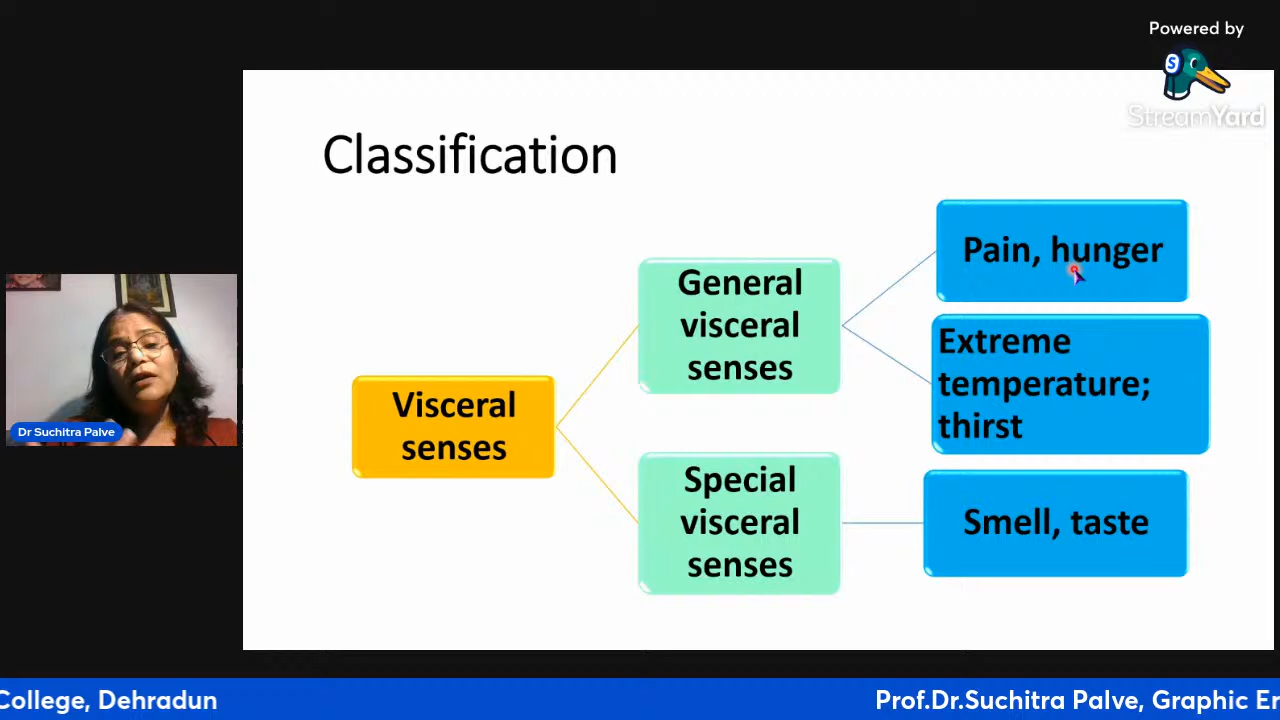 Powered by
StreamYard
Classification
Pain, hunger
General
visceral
senses
Extreme
temperature;
thirst
Visceral
senses
Special
visceral
senses
Smell, taste
Dr Suchitra Palve
College, Dehradun
Prof.Dr.Suchitra Palve, Graphic Er